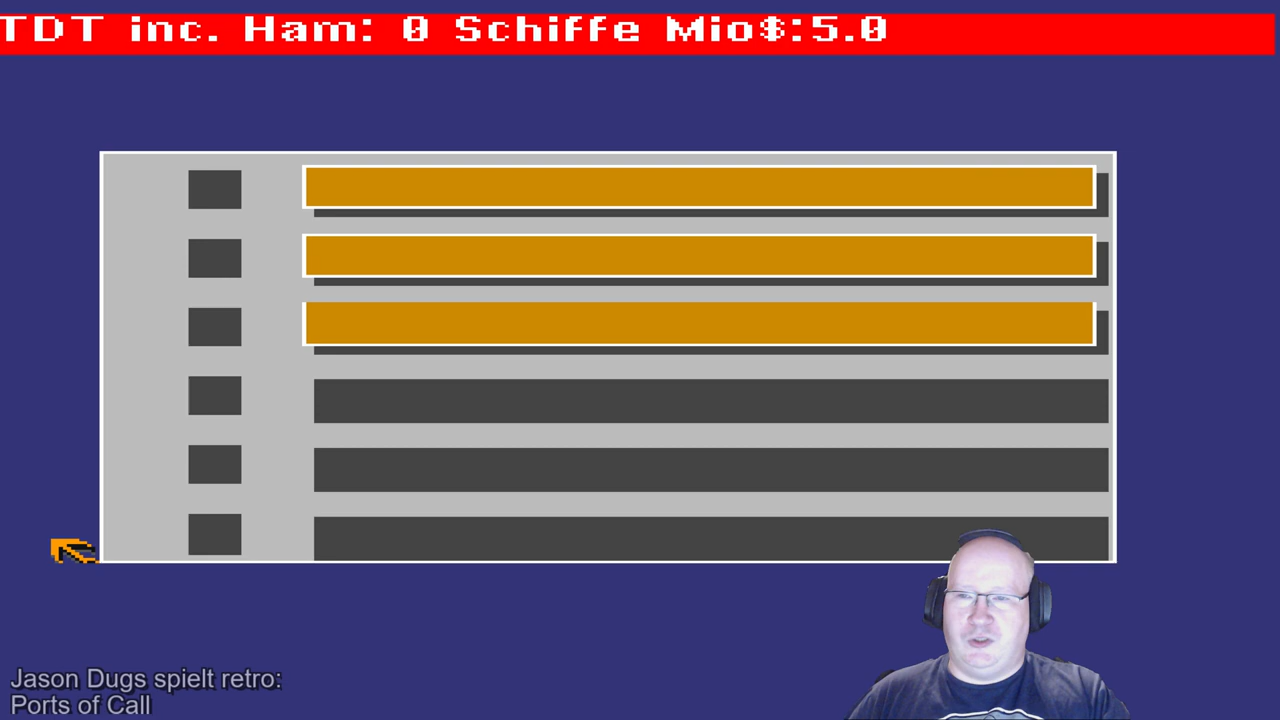 TDT inc. Ham: 0 Schiffe Mio$:5.0
Jason Dugs spielt retro:
Ports of Call